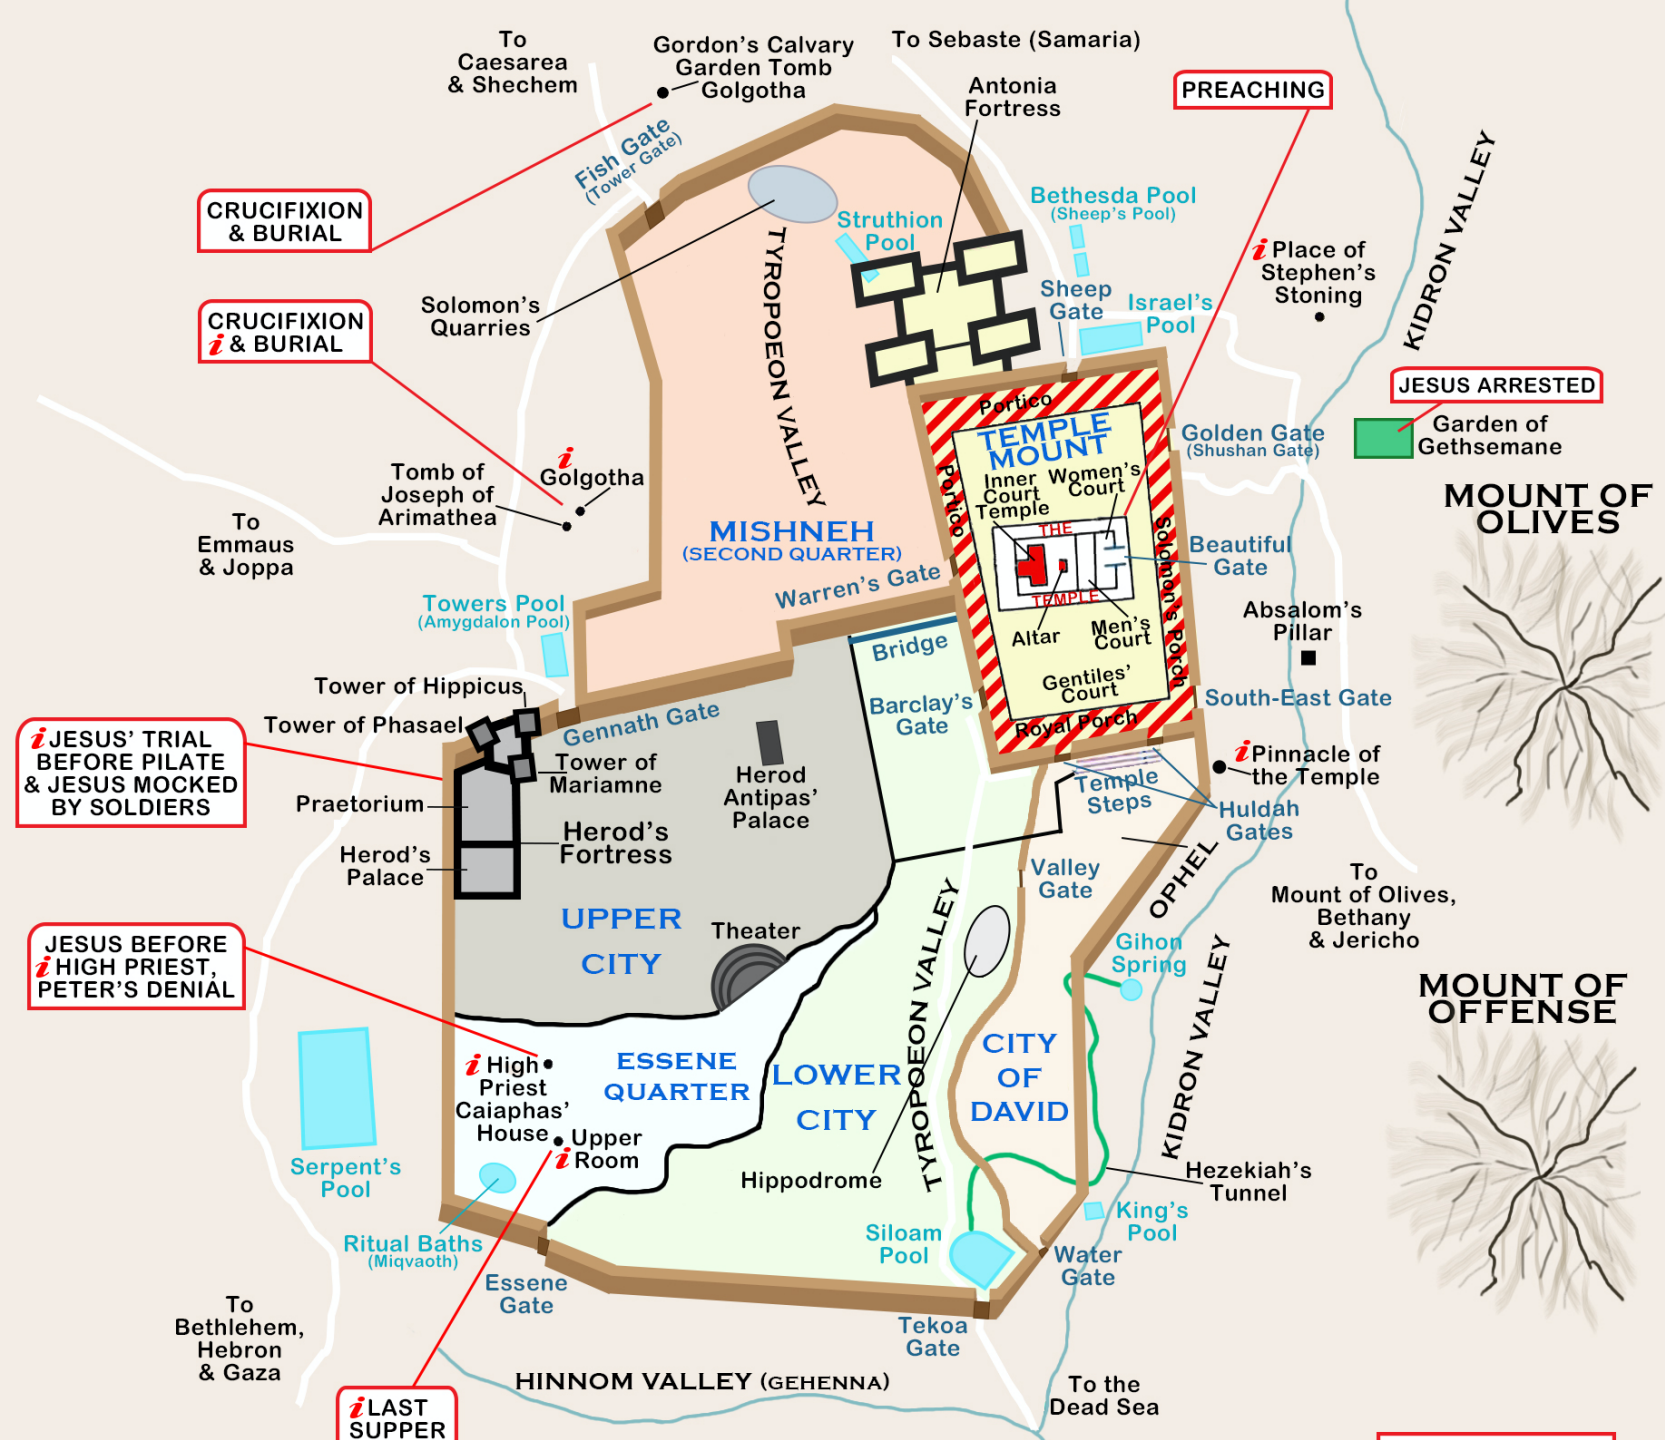 To
Caesarea
& Shechem
Gordon's Calvary
Garden Tomb
Golgotha
To Sebaste (Samaria)
Antonia
Fortress
PREACHING
Fish Gate
(Tower Gate)
KIDRON VALLEY
CRUCIFIXION
& BURIAL
Bethesda Pool
(Sheep's Pool)
Struthion
Pool
TYROPOEON VALLEY
i Place of
Stephen's
Stoning
Solomon's
Quarries
Sheep
Gate
Israel's
Pool
CRUCIFIXION
i & BURIAL
JESUS ARRESTED
Garden of
Gethsemane
Portico
TEMPLE
MOUNT
Golden Gate
(Shushan Gate)
i
Golgotha
Tomb of
Joseph of
Arimathea
Portico
Inner
Court
Temple
Women's
Court
MOUNT OF
OLIVES
To
Emmaus
& Joppa
MISHNEH
(SECOND QUARTER)
THE
TEMPLE
Solomon's Porch
Beautiful
Gate
Warren's Gate
Towers Pool
(Amygdalon Pool)
Altar
Men's
Court
Absalom's
Pillar
Bridge
Gentiles'
Court
Tower of Hippicus
Tower of Phasael
Gennath Gate
Barclay's
Gate
Royal Porch
South-East Gate
i JESUS' TRIAL
BEFORE PILATE
& JESUS MOCKED
BY SOLDIERS
Tower of
Mariamne
Herod
Antipas'
Palace
i Pinnacle of
the Temple
Temple
Steps
Huldah
Gates
Praetorium
Herod's
Fortress
Herod's
Palace
Valley
Gate
OPHEL
To
Mount of Olives,
Bethany
& Jericho
UPPER
CITY
Theater
TYROPOEON VALLEY
JESUS BEFORE
i HIGH PRIEST,
PETER'S DENIAL
Gihon
Spring
KIDRON VALLEY
MOUNT OF
OFFENSE
i High
Priest
Caiaphas'
House
ESSENE
QUARTER
LOWER
CITY
CITY
OF
DAVID
Upper
i Room
Serpent's
Pool
Hippodrome
Hezekiah's
Tunnel
King's
Pool
Ritual Baths
(Miqvaoth)
Siloam
Pool
Water
Gate
Essene
Gate
To
Bethlehem,
Hebron
& Gaza
Tekoa
Gate
HINNOM VALLEY (GEHENNA)
To the
Dead Sea
i LAST
SUPPER